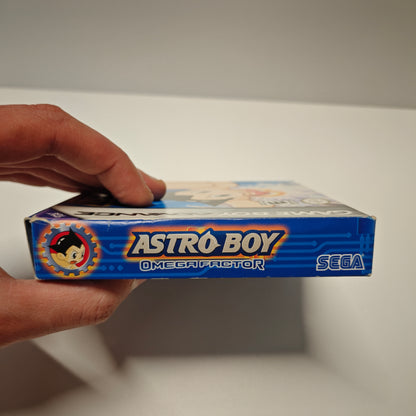 ASTRO BOY
OMEGA FACTOR
SEGA